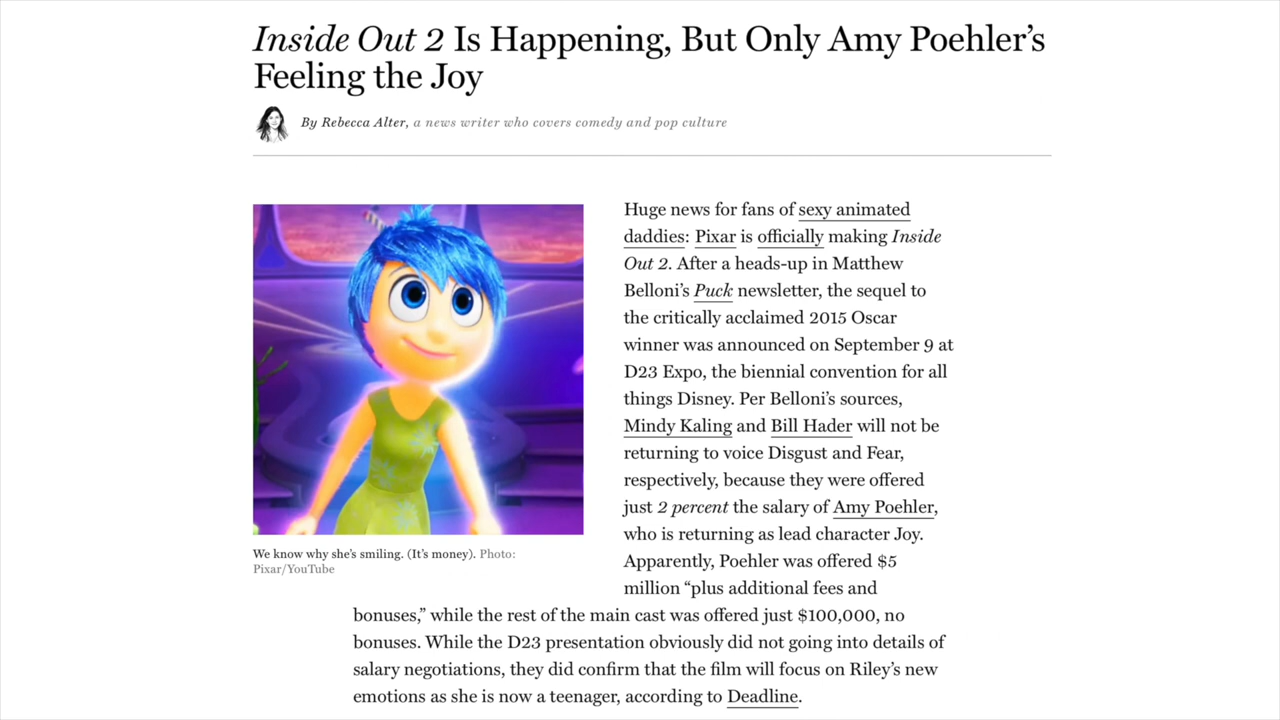 Inside Out 2 Is Happening, But Only Amy Poehler’s
Feeling the Joy
By Rebecca Alter, a news writer who covers comedy and pop culture
Huge news for fans of sexy animated
daddies: Pixar is officially making Inside
Out 2. After a heads-up in Matthew
Belloni’s Puck newsletter, the sequel to
the critically acclaimed 2015 Oscar
winner was announced on September 9 at
D23 Expo, the biennial convention for all
things Disney. Per Belloni’s sources,
Mindy Kaling and Bill Hader will not be
returning to voice Disgust and Fear,
respectively, because they were offered
just 2 percent the salary of Amy Poehler,
who is returning as lead character Joy.
Apparently, Poehler was offered $5
million “plus additional fees and
bonuses,” while the rest of the main cast was offered just $100,000, no
bonuses. While the D23 presentation obviously did not going into details of
salary negotiations, they did confirm that the film will focus on Riley’s new
emotions as she is now a teenager, according to Deadline.
We know why she’s smiling. (It’s money). Photo:
Pixar/YouTube